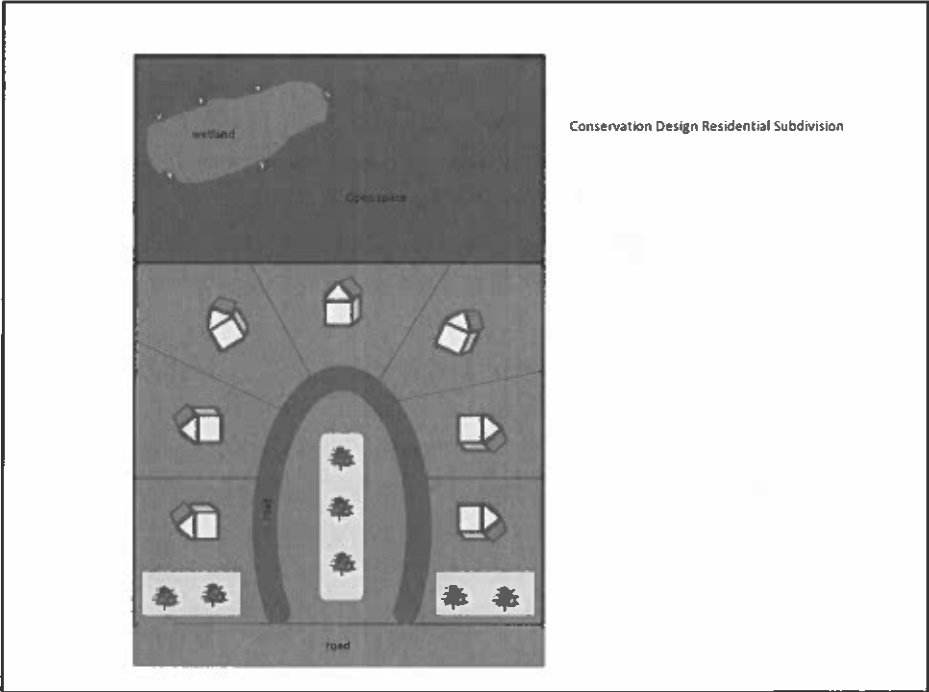 Conservation Design Residential Subdivision
wetland
Open space
road
road